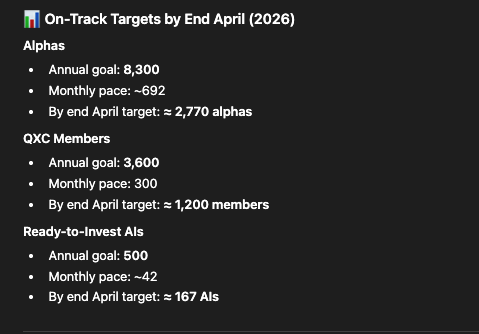 📊 On-Track Targets by End April (2026)
Alphas
• Annual goal: 8,300
• Monthly pace: ~692
• By end April target: ≈ 2,770 alphas
QXC Members
• Annual goal: 3,600
• Monthly pace: 300
• By end April target: ≈ 1,200 members
Ready-to-Invest AIs
• Annual goal: 500
• Monthly pace: ~42
• By end April target: ≈ 167 AIs